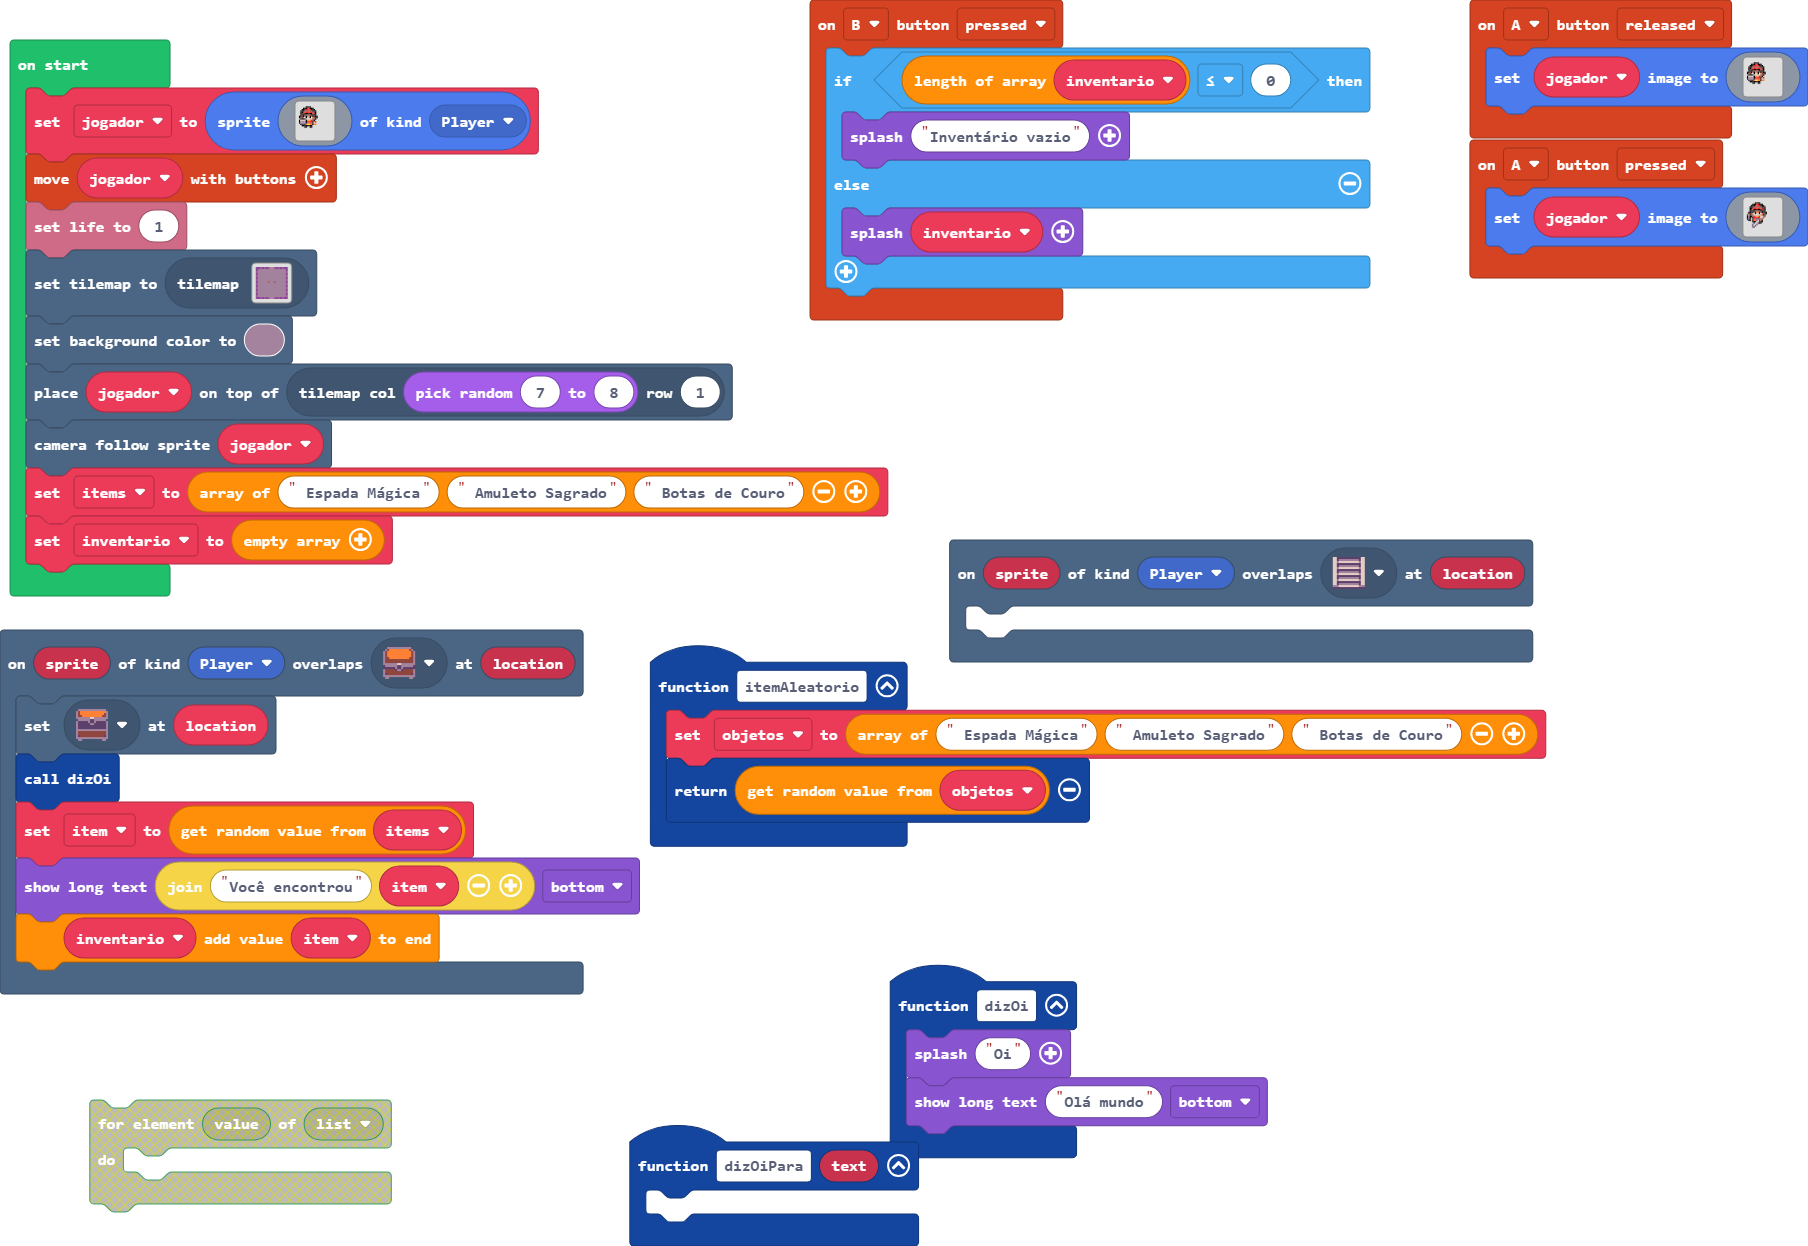 on start
set jogador to sprite of kind Player
move jogador with buttons
set life to 1
set tilemap to tilemap
set background color to
place jogador on top of tilemap col pick random 7 to 8 row 1
camera follow sprite jogador
set items to array of " Espada Mágica" " Amuleto Sagrado" " Botas de Couro"
set inventario to empty array
on B button pressed
if length of array inventario ≤ 0 then
splash "Inventário vazio"
else
splash inventario
on A button released
set jogador image to
on A button pressed
set jogador image to
on sprite of kind Player overlaps at location
on sprite of kind Player overlaps at location
set at location
call dizOi
set item to get random value from items
show long text join "Você encontrou" item bottom
inventario add value item to end
function itemAleatorio
set objetos to array of " Espada Mágica" " Amuleto Sagrado" " Botas de Couro"
return get random value from objetos
function dizOi
splash "Oi"
show long text "Olá mundo" bottom
for element value of list
do
function dizOiPara text